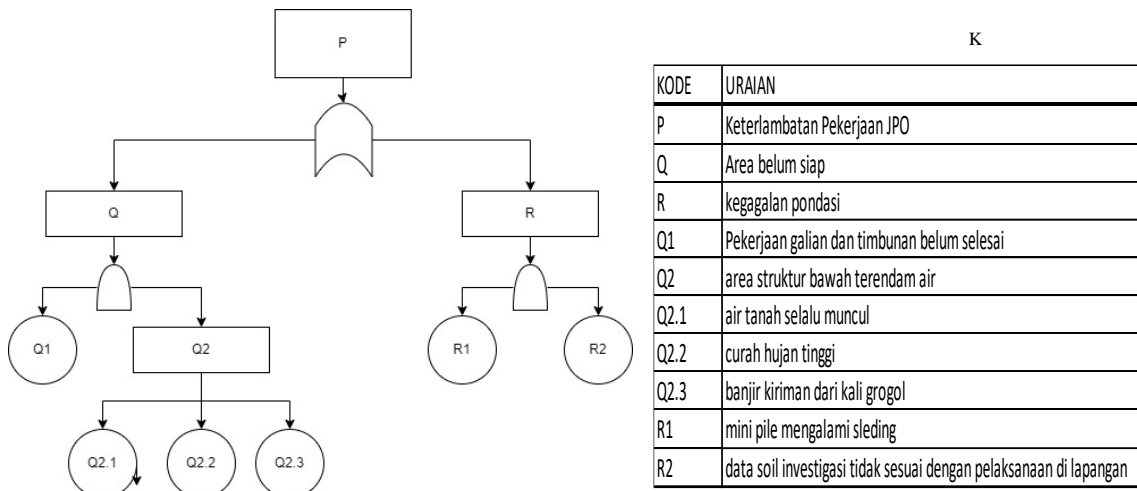 P
Q
R
Q1
Q2
R1
R2
Q2.1
Q2.2
Q2.3
K
KODE URAIAN
P Keterlambatan Pekerjaan JPO
Q Area belum siap
R kegagalan pondasi
Q1 Pekerjaan galian dan timbunan belum selesai
Q2 area struktur bawah terendam air
Q2.1 air tanah selalu muncul
Q2.2 curah hujan tinggi
Q2.3 banjir kiriman dari kali grogol
R1 mini pile mengalami sleding
R2 data soil investigasi tidak sesuai dengan pelaksanaan di lapangan